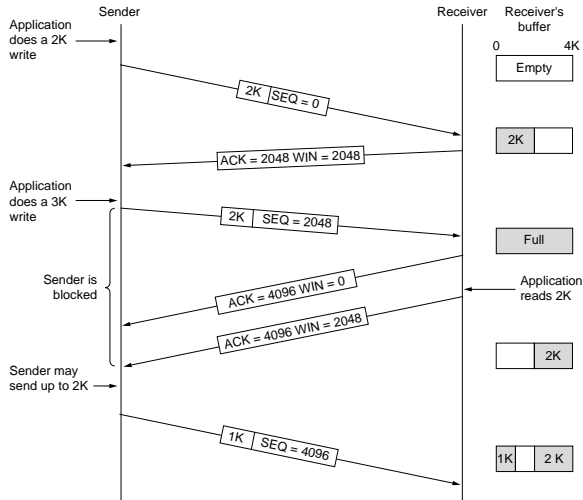 Sender
Receiver
Receiver's
buffer
Application
does a 2K
write
0 4K
Empty
2K SEQ = 0
2K
ACK = 2048 WIN = 2048
Application
does a 3K
write
2K SEQ = 2048
Full
Sender is
blocked
Application
reads 2K
ACK = 4096 WIN = 0
ACK = 4096 WIN = 2048
2K
Sender may
send up to 2K
1K SEQ = 4096
1K 2 K